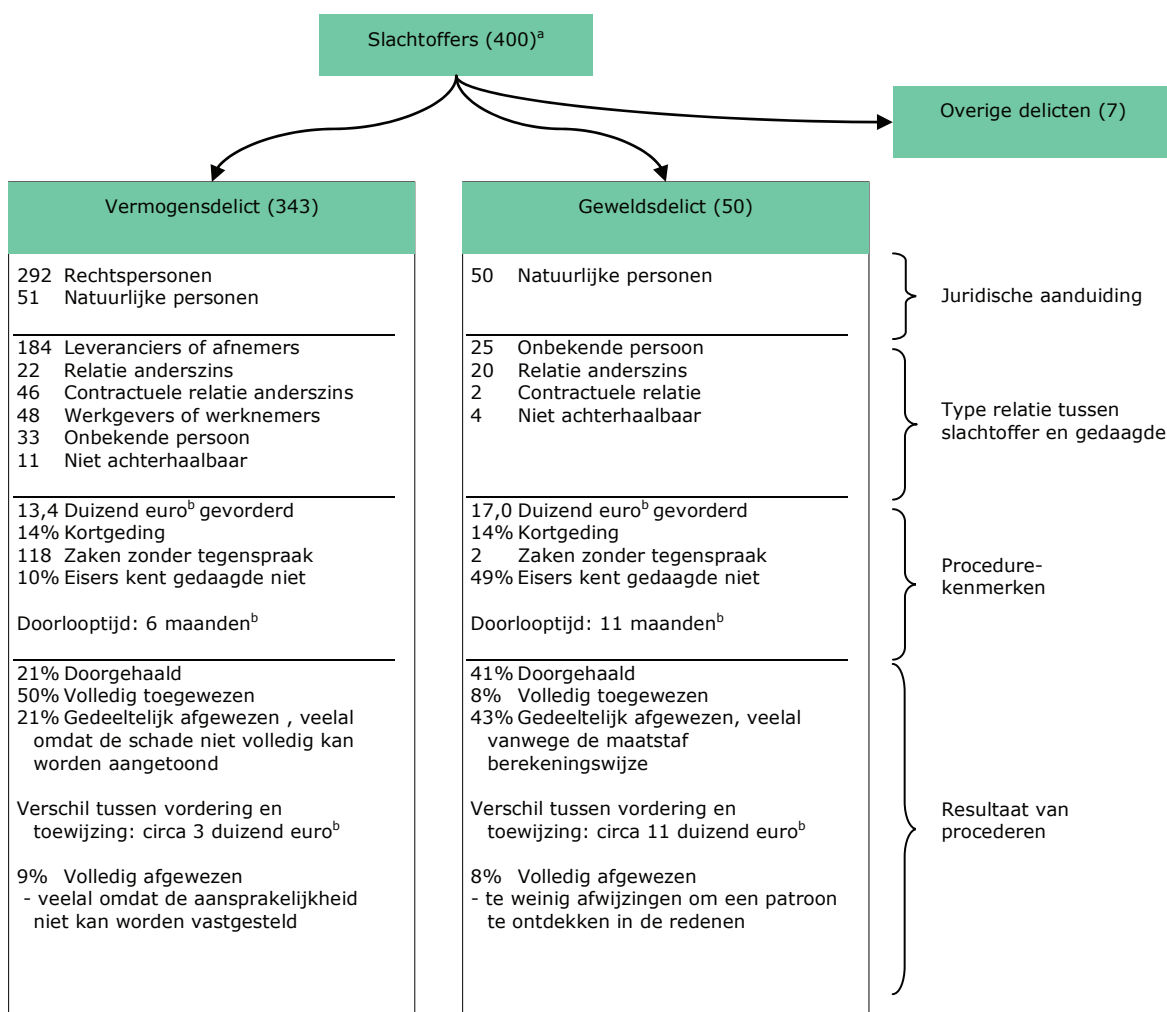 Slachtoffers (400)a
Overige delicten (7)
Vermogensdelict (343)
292 Rechtspersonen
51 Natuurlijke personen
184 Leveranciers of afnemers
22 Relatie anderszins
46 Contractuele relatie anderszins
48 Werkgevers of werknemers
33 Onbekende persoon
11 Niet achterhaalbaar
13,4 Duizend eurob gevorderd
14% Kortgeding
118 Zaken zonder tegenspraak
10% Eisers kent gedaagde niet
Doorlooptijd: 6 maandenb
21% Doorgehaald
50% Volledig toegewezen
21% Gedeeltelijk afgewezen , veelal
omdat de schade niet volledig kan
worden aangetoond
Verschil tussen vordering en
toewijzing: circa 3 duizend eurob
9% Volledig afgewezen
- veelal omdat de aansprakelijkheid
niet kan worden vastgesteld
Geweldsdelict (50)
50 Natuurlijke personen
25 Onbekende persoon
20 Relatie anderszins
2 Contractuele relatie
4 Niet achterhaalbaar
17,0 Duizend eurob gevorderd
14% Kortgeding
2 Zaken zonder tegenspraak
49% Eisers kent gedaagde niet
Doorlooptijd: 11 maandenb
41% Doorgehaald
8% Volledig toegewezen
43% Gedeeltelijk afgewezen, veelal
vanwege de maatstaf
berekeningswijze
Verschil tussen vordering en
toewijzing: circa 11 duizend eurob
8% Volledig afgewezen
- te weinig afwijzingen om een patroon
te ontdekken in de redenen
Juridische aanduiding
Type relatie tussen
slachtoffer en gedaagde
Procedure-
kenmerken
Resultaat van
procederen